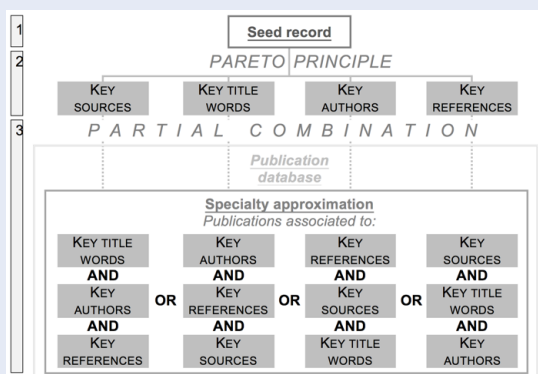 1 Seed record
2 PARETO PRINCIPLE
KEY SOURCES KEY TITLE WORDS KEY AUTHORS KEY REFERENCES
3 PARTIAL COMBINATION
Publication
database
Specialty approximation
Publications associated to:
KEY TITLE WORDS KEY AUTHORS KEY REFERENCES KEY SOURCES
AND AND AND AND
KEY AUTHORS OR KEY REFERENCES OR KEY SOURCES OR KEY TITLE WORDS
AND AND AND AND
KEY REFERENCES KEY SOURCES KEY TITLE WORDS KEY AUTHORS